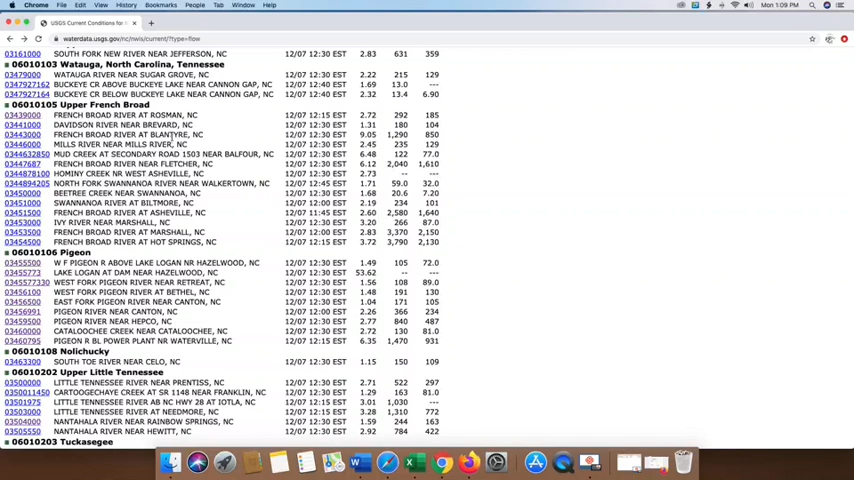 Chrome File Edit View History Bookmarks People Tab Window Help Mon 1:09 PM
USGS Current Conditions for N
waterdata.usgs.gov/nc/nwis/current/?type=flow
03161000 SOUTH FORK NEW RIVER NEAR JEFFERSON, NC 12/07 12:30 EST 2.83 631 359
06010103 Watauga, North Carolina, Tennessee
03479000 WATAUGA RIVER NEAR SUGAR GROVE, NC 12/07 12:30 EST 2.22 215 129
0347927162 BUCKEYE CR ABOVE BUCKEYE LAKE NEAR CANNON GAP, NC 12/07 12:40 EST 1.69 13.0 ---
0347927164 BUCKEYE CR BELOW BUCKEYE LAKE NEAR CANNON GAP, NC 12/07 12:40 EST 2.32 13.4 6.90
06010105 Upper French Broad
03439000 FRENCH BROAD RIVER AT ROSMAN, NC 12/07 12:15 EST 2.72 292 185
03441000 DAVIDSON RIVER NEAR BREVARD, NC 12/07 12:30 EST 1.31 180 104
03443000 FRENCH BROAD RIVER AT BLANTYRE, NC 12/07 12:30 EST 9.05 1,290 850
03446000 MILLS RIVER NEAR MILLS RIVER, NC 12/07 12:30 EST 2.45 235 129
0344632850 MUD CREEK AT SECONDARY ROAD 1503 NEAR BALFOUR, NC 12/07 12:30 EST 6.48 122 77.0
03447687 FRENCH BROAD RIVER NEAR FLETCHER, NC 12/07 12:30 EST 6.12 2,040 1,610
0344878100 HOMINY CREEK NR WEST ASHEVILLE, NC 12/07 12:30 EST 2.73 -- ---
0344894205 NORTH FORK SWANNANOA RIVER NEAR WALKERTOWN, NC 12/07 12:45 EST 1.71 59.0 32.0
03450000 BEETREE CREEK NEAR SWANNANOA, NC 12/07 12:30 EST 1.68 20.6 7.20
03451000 SWANNANOA RIVER AT BILTMORE, NC 12/07 12:00 EST 2.19 234 101
03451500 FRENCH BROAD RIVER AT ASHEVILLE, NC 12/07 11:45 EST 2.60 2,580 1,640
03453000 IVY RIVER NEAR MARSHALL, NC 12/07 12:30 EST 3.20 266 87.0
03453500 FRENCH BROAD RIVER AT MARSHALL, NC 12/07 12:00 EST 2.83 3,370 2,150
03454500 FRENCH BROAD RIVER AT HOT SPRINGS, NC 12/07 12:15 EST 3.72 3,790 2,130
06010106 Pigeon
03455500 W F PIGEON R ABOVE LAKE LOGAN NR HAZELWOOD, NC 12/07 12:30 EST 1.49 105 72.0
03455773 LAKE LOGAN AT DAM NEAR HAZELWOOD, NC 12/07 12:30 EST 53.62 -- ---
0345577330 WEST FORK PIGEON RIVER NEAR RETREAT, NC 12/07 12:30 EST 1.56 108 89.0
03456100 WEST FORK PIGEON RIVER AT BETHEL, NC 12/07 12:30 EST 1.48 191 130
03456500 EAST FORK PIGEON RIVER NEAR CANTON, NC 12/07 12:30 EST 1.04 171 105
03456991 PIGEON RIVER NEAR CANTON, NC 12/07 12:00 EST 2.26 366 234
03459500 PIGEON RIVER NEAR HEPCO, NC 12/07 12:30 EST 2.77 840 487
03460000 CATALOOCHEE CREEK NEAR CATALOOCHEE, NC 12/07 12:30 EST 2.72 130 81.0
03460795 PIGEON R BL POWER PLANT NR WATERVILLE, NC 12/07 12:15 EST 6.35 1,470 931
06010108 Nolichucky
03463300 SOUTH TOE RIVER NEAR CELO, NC 12/07 12:30 EST 1.15 150 109
06010202 Upper Little Tennessee
03500000 LITTLE TENNESSEE RIVER NEAR PRENTISS, NC 12/07 12:30 EST 2.71 522 297
0350011450 CARTOOGECHAYE CREEK AT SR 1148 NEAR FRANKLIN, NC 12/07 12:30 EST 1.29 163 81.0
03501975 LITTLE TENNESSEE RIVER AB NC HWY 28 AT IOTLA, NC 12/07 12:15 EST 3.01 1,030 ---
03503000 LITTLE TENNESSEE RIVER AT NEEDMORE, NC 12/07 12:15 EST 3.28 1,310 772
03504000 NANTAHALA RIVER NEAR RAINBOW SPRINGS, NC 12/07 12:30 EST 1.59 244 163
03505550 NANTAHALA RIVER NEAR HEWITT, NC 12/07 12:30 EST 2.92 784 422
06010203 Tuckasegee